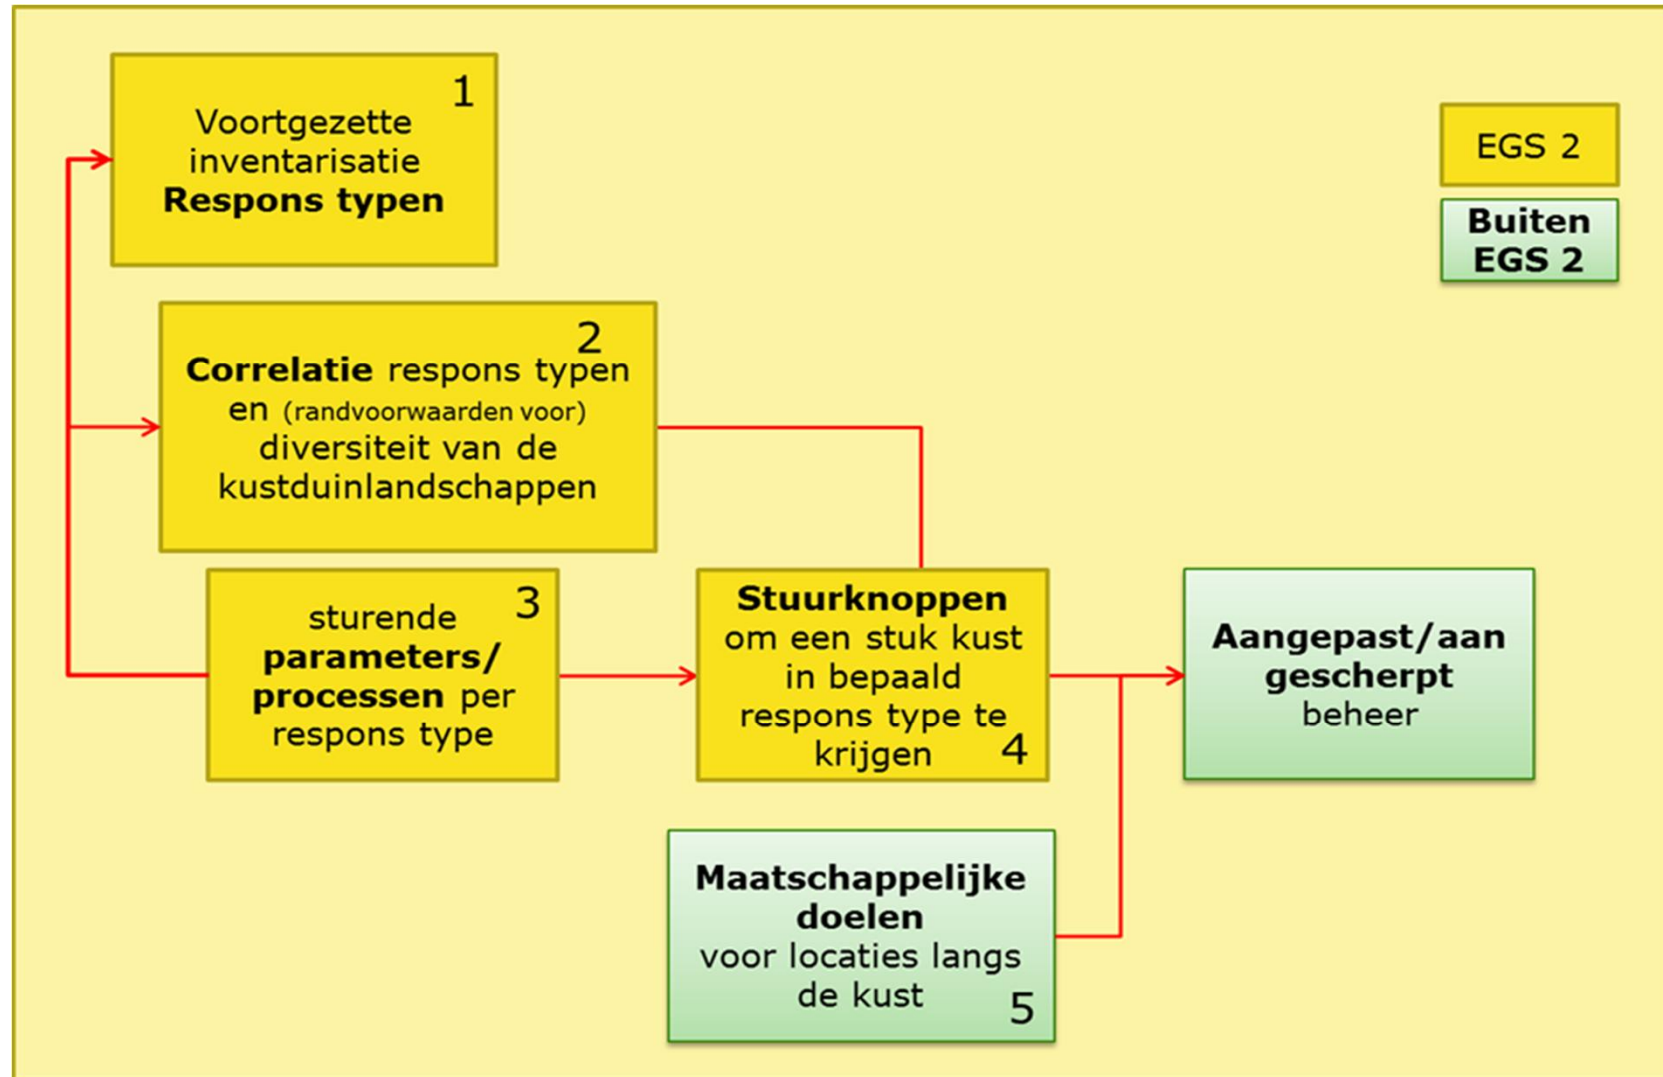 1
Voortgezette
inventarisatie
Respons typen
EGS 2
Buiten
EGS 2
2
Correlatie respons typen
en (randvoorwaarden voor)
diversiteit van de
kustduinlandschappen
3
sturende
parameters/
processen per
respons type
Stuurknoppen
om een stuk kust
in bepaald
respons type te
krijgen
4
Aangepast/aan
gescherpt
beheer
Maatschappelijke
doelen
voor locaties langs
de kust
5